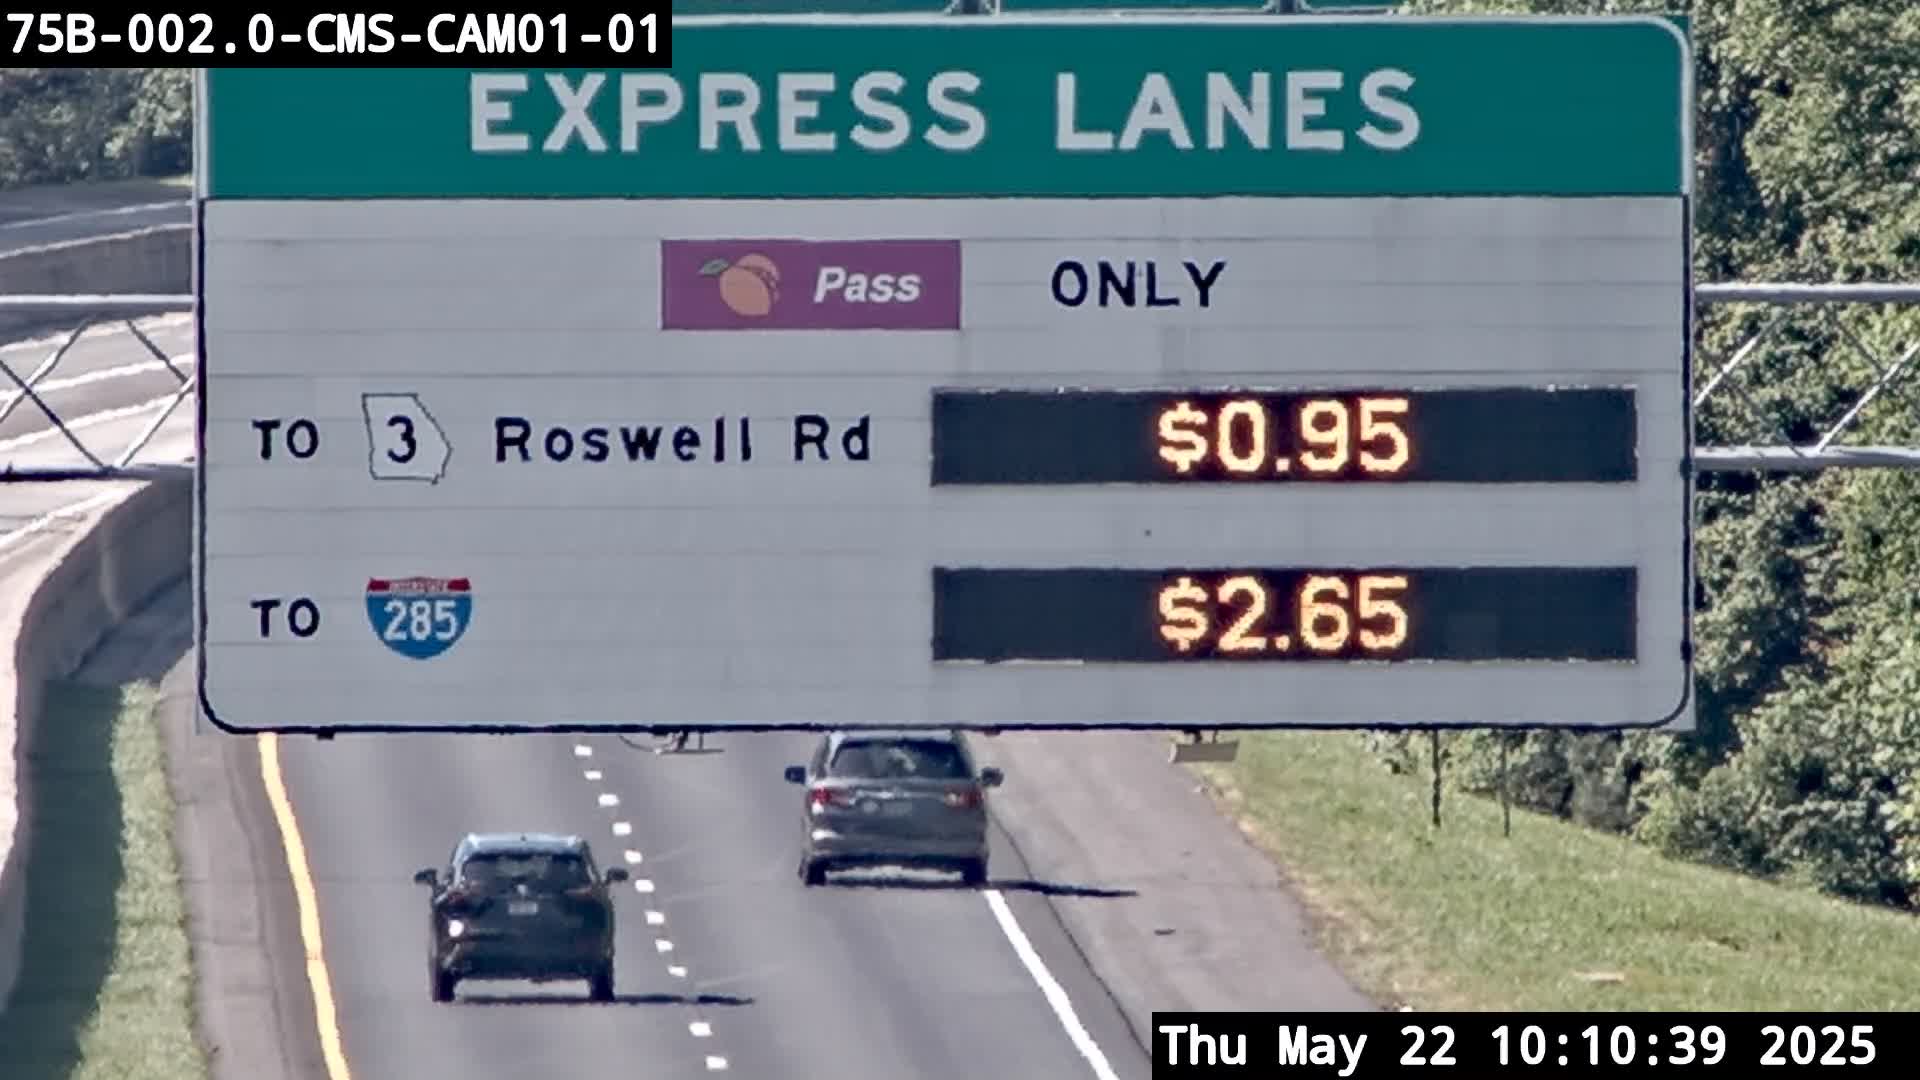 75B-002.0-CMS-CAM01-01
EXPRESS LANES
Pass ONLY
TO 3 Roswell Rd $0.95
TO 285 $2.65
Thu May 22 10:10:39 2025